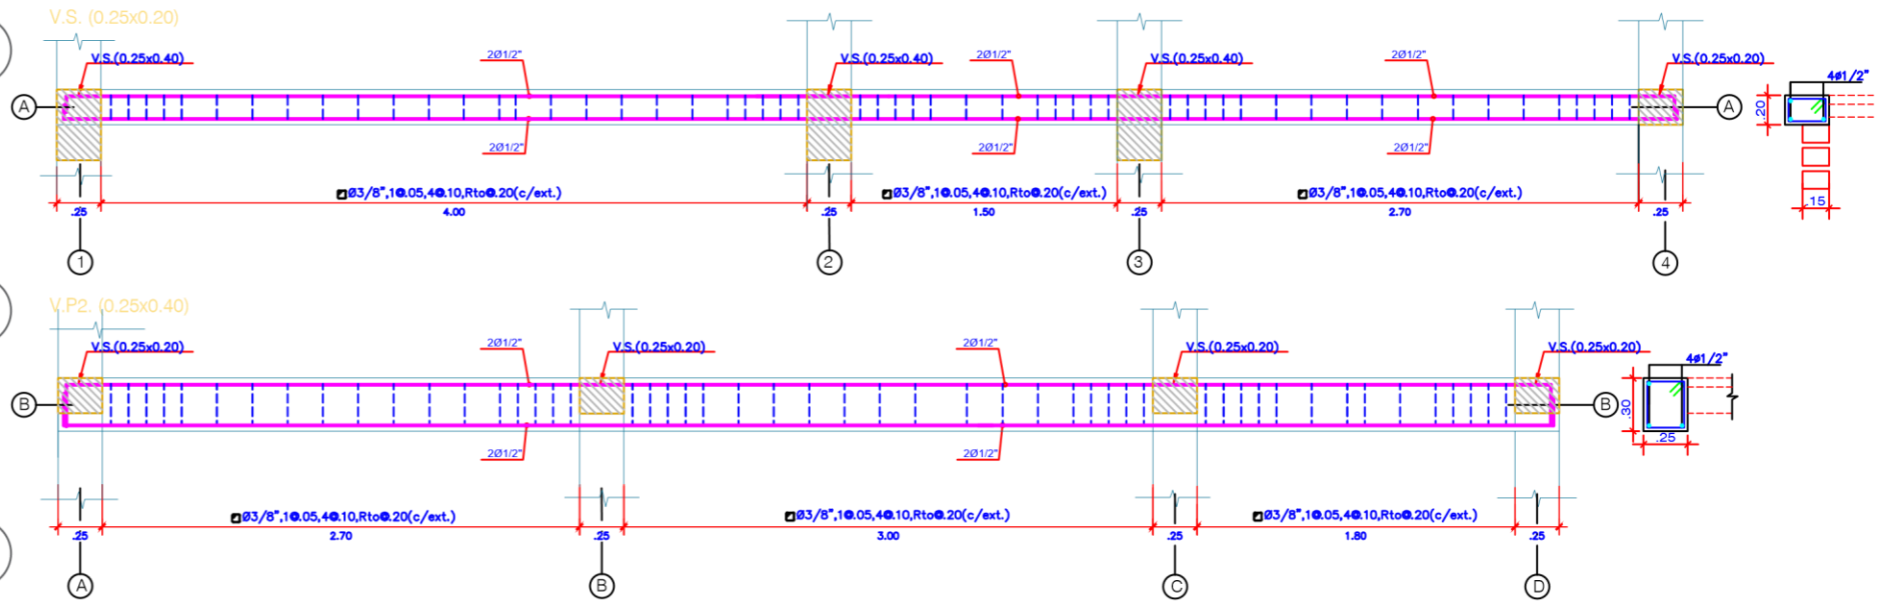 V.S. (0.25x0.20)
V.S.(0.25x0.40)
2Ø1/2"
V.S.(0.25x0.40)
2Ø1/2"
V.S.(0.25x0.40)
2Ø1/2"
V.S.(0.25x0.20)
4ø1/2"
A
A
.20
2Ø1/2"
2Ø1/2"
2Ø1/2"
Ø3/8",1@.05,4@.10,Rto@.20(c/ext.)
Ø3/8",1@.05,4@.10,Rto@.20(c/ext.)
Ø3/8",1@.05,4@.10,Rto@.20(c/ext.)
.25
4.00
.25
1.50
.25
2.70
.25
.15
1
2
3
4
V.P2. (0.25x0.40)
V.S.(0.25x0.20)
2Ø1/2"
V.S.(0.25x0.20)
2Ø1/2"
V.S.(0.25x0.20)
V.S.(0.25x0.20)
4ø1/2"
B
B
.30
.25
2Ø1/2"
2Ø1/2"
Ø3/8",1@.05,4@.10,Rto@.20(c/ext.)
Ø3/8",1@.05,4@.10,Rto@.20(c/ext.)
Ø3/8",1@.05,4@.10,Rto@.20(c/ext.)
.25
2.70
.25
3.00
.25
1.80
.25
A
B
C
D